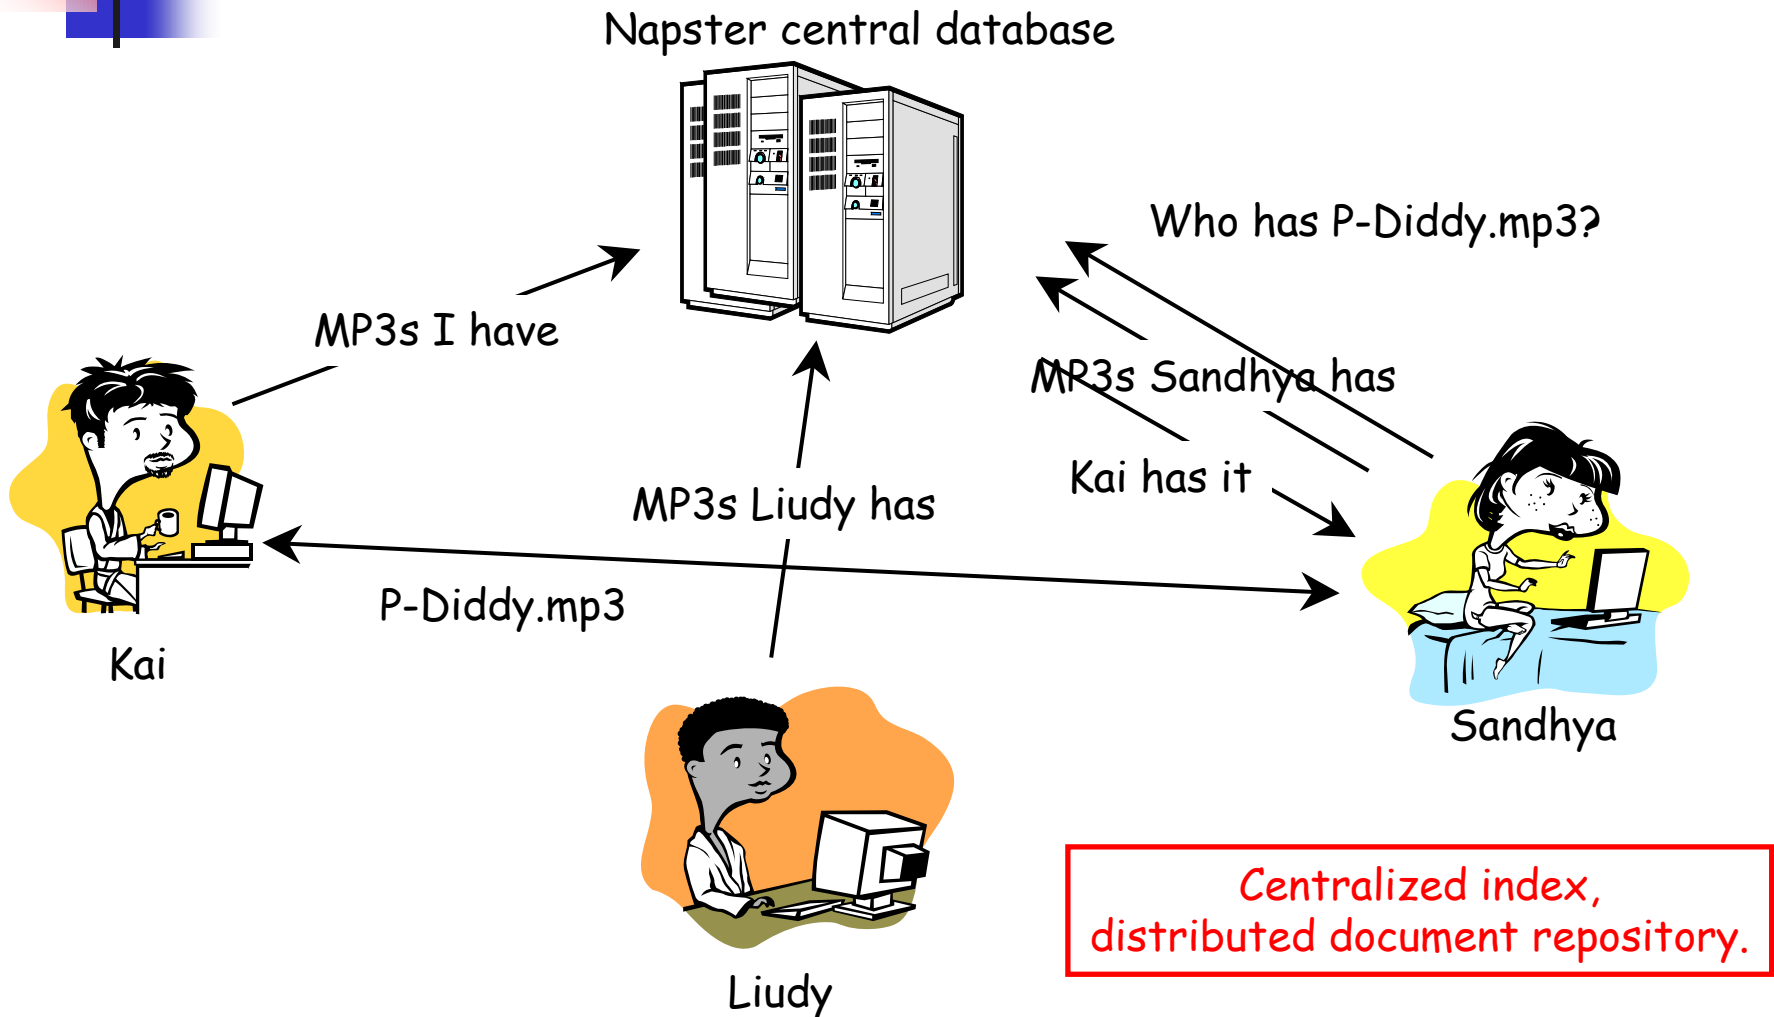 Napster central database
Who has P-Diddy.mp3?
MP3s I have
MP3s Sandhya has
Kai has it
MP3s Liudy has
P-Diddy.mp3
Kai
Sandhya
Centralized index,
distributed document repository.
Liudy